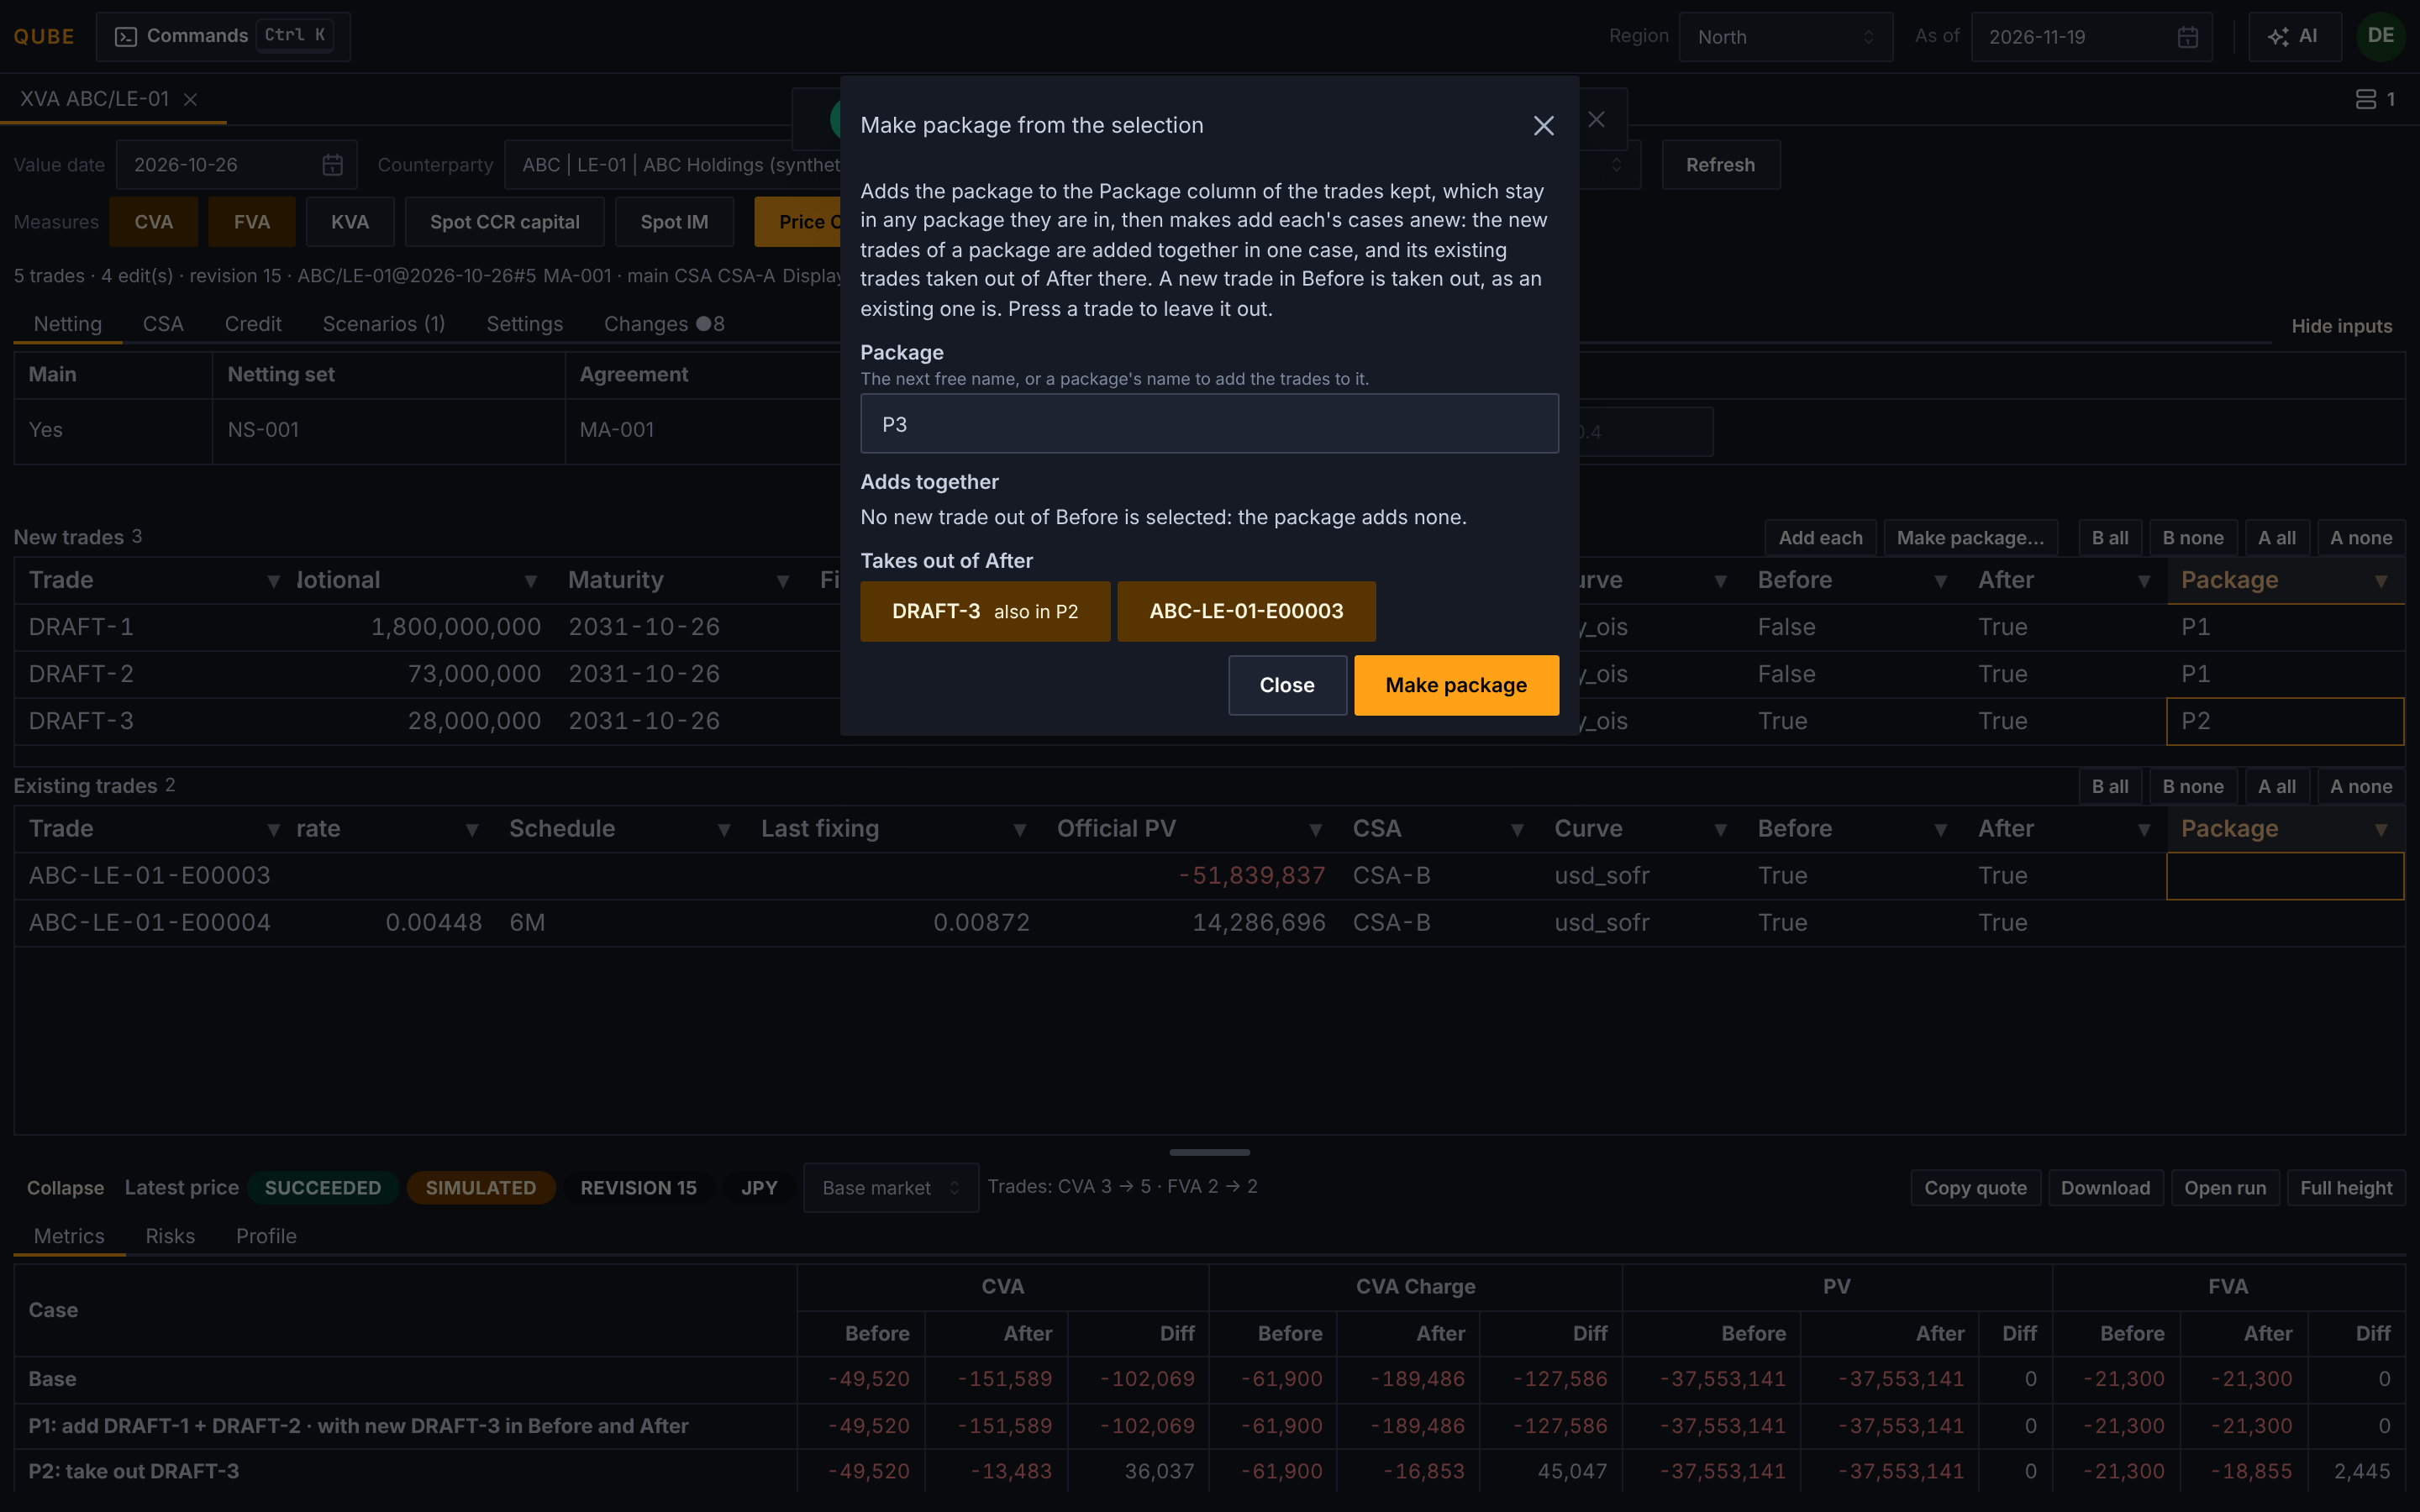 QUBE Commands Ctrl K Region North As of 2026-11-19 AI DE
XVA ABC/LE-01 1
Make package from the selection
Value date 2026-10-26 Counterparty ABC | LE-01 | ABC Holdings Refresh
Measures CVA FVA KVA Spot CCR capital Spot IM Price
5 trades · 4 edit(s) · revision 15 · ABC/LE-01@2026-10-26#5 MA-001 · main CSA CSA-A
Netting CSA Credit Scenarios (1) Settings Changes 8 Hide inputs
Main Netting set Agreement
Yes NS-001 MA-001
Adds the package to the Package column of the trades kept, which stay
in any package they are in, then makes add each's cases anew: the new
trades of a package are added together in one case, and its existing
trades taken out of After there. A new trade in Before is taken out, as an
existing one is. Press a trade to leave it out.
Package
The next free name, or a package's name to add the trades to it.
P3
Adds together
No new trade out of Before is selected: the package adds none.
Takes out of After
DRAFT-3 also in P2 ABC-LE-01-E00003
Close Make package
New trades 3 Add each Make package... B all B none A all A none
Trade Maturity Before After Package
DRAFT-1 1,800,000,000 2031-10-26 False True P1
DRAFT-2 73,000,000 2031-10-26 False True P1
DRAFT-3 28,000,000 2031-10-26 True True P2
Existing trades 2 B all B none A all A none
Trade rate Schedule Last fixing Official PV CSA Curve Before After Package
ABC-LE-01-E00003 -51,839,837 CSA-B usd_sofr True True
ABC-LE-01-E00004 0.00448 6M 0.00872 14,286,696 CSA-B usd_sofr True True
Collapse Latest price SUCCEEDED SIMULATED REVISION 15 JPY Base market Trades: CVA 3 → 5 · FVA 2 → 2 Copy quote Download Open run Full height
Metrics Risks Profile
Case CVA CVA Charge PV FVA
Before After Diff Before After Diff Before After Diff Before After Diff
Base -49,520 -151,589 -102,069 -61,900 -189,486 -127,586 -37,553,141 -37,553,141 0 -21,300 -21,300 0
P1: add DRAFT-1 + DRAFT-2 · with new DRAFT-3 in Before and After -49,520 -151,589 -102,069 -61,900 -189,486 -127,586 -37,553,141 -37,553,141 0 -21,300 -21,300 0
P2: take out DRAFT-3 -49,520 -13,483 36,037 -61,900 -16,853 45,047 -37,553,141 -37,553,141 0 -21,300 -18,855 2,445